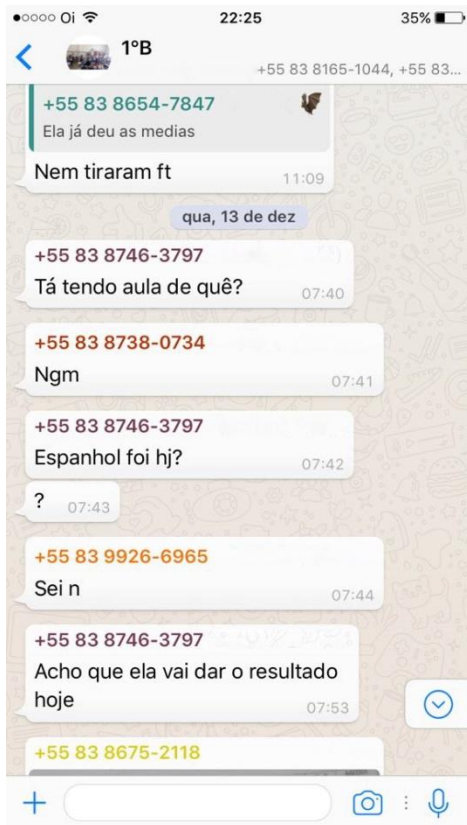 Oi 22:25 35%
1ºB
+55 83 8165-1044, +55 83...
+55 83 8654-7847
Ela já deu as medias
Nem tiraram ft 11:09
qua, 13 de dez
+55 83 8746-3797
Tá tendo aula de quê? 07:40
+55 83 8738-0734
Ngm 07:41
+55 83 8746-3797
Espanhol foi hj? 07:42
? 07:43
+55 83 9926-6965
Sei n 07:44
+55 83 8746-3797
Acho que ela vai dar o resultado
hoje 07:53
+55 83 8675-2118